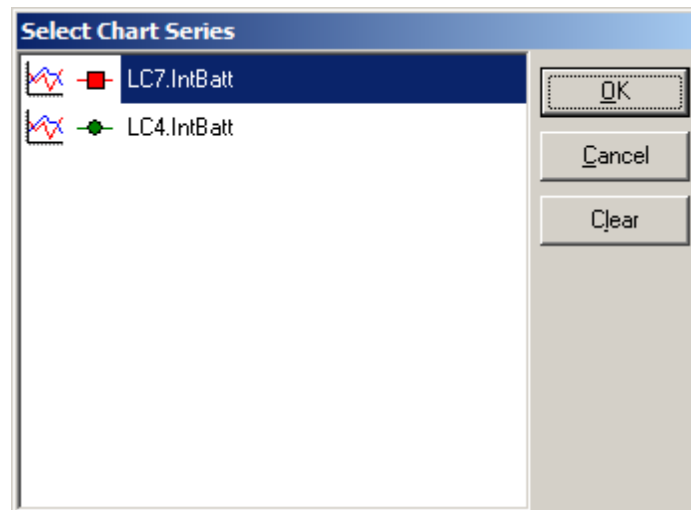 Select Chart Series
LC7.IntBatt
LC4.IntBatt
OK
Cancel
Clear